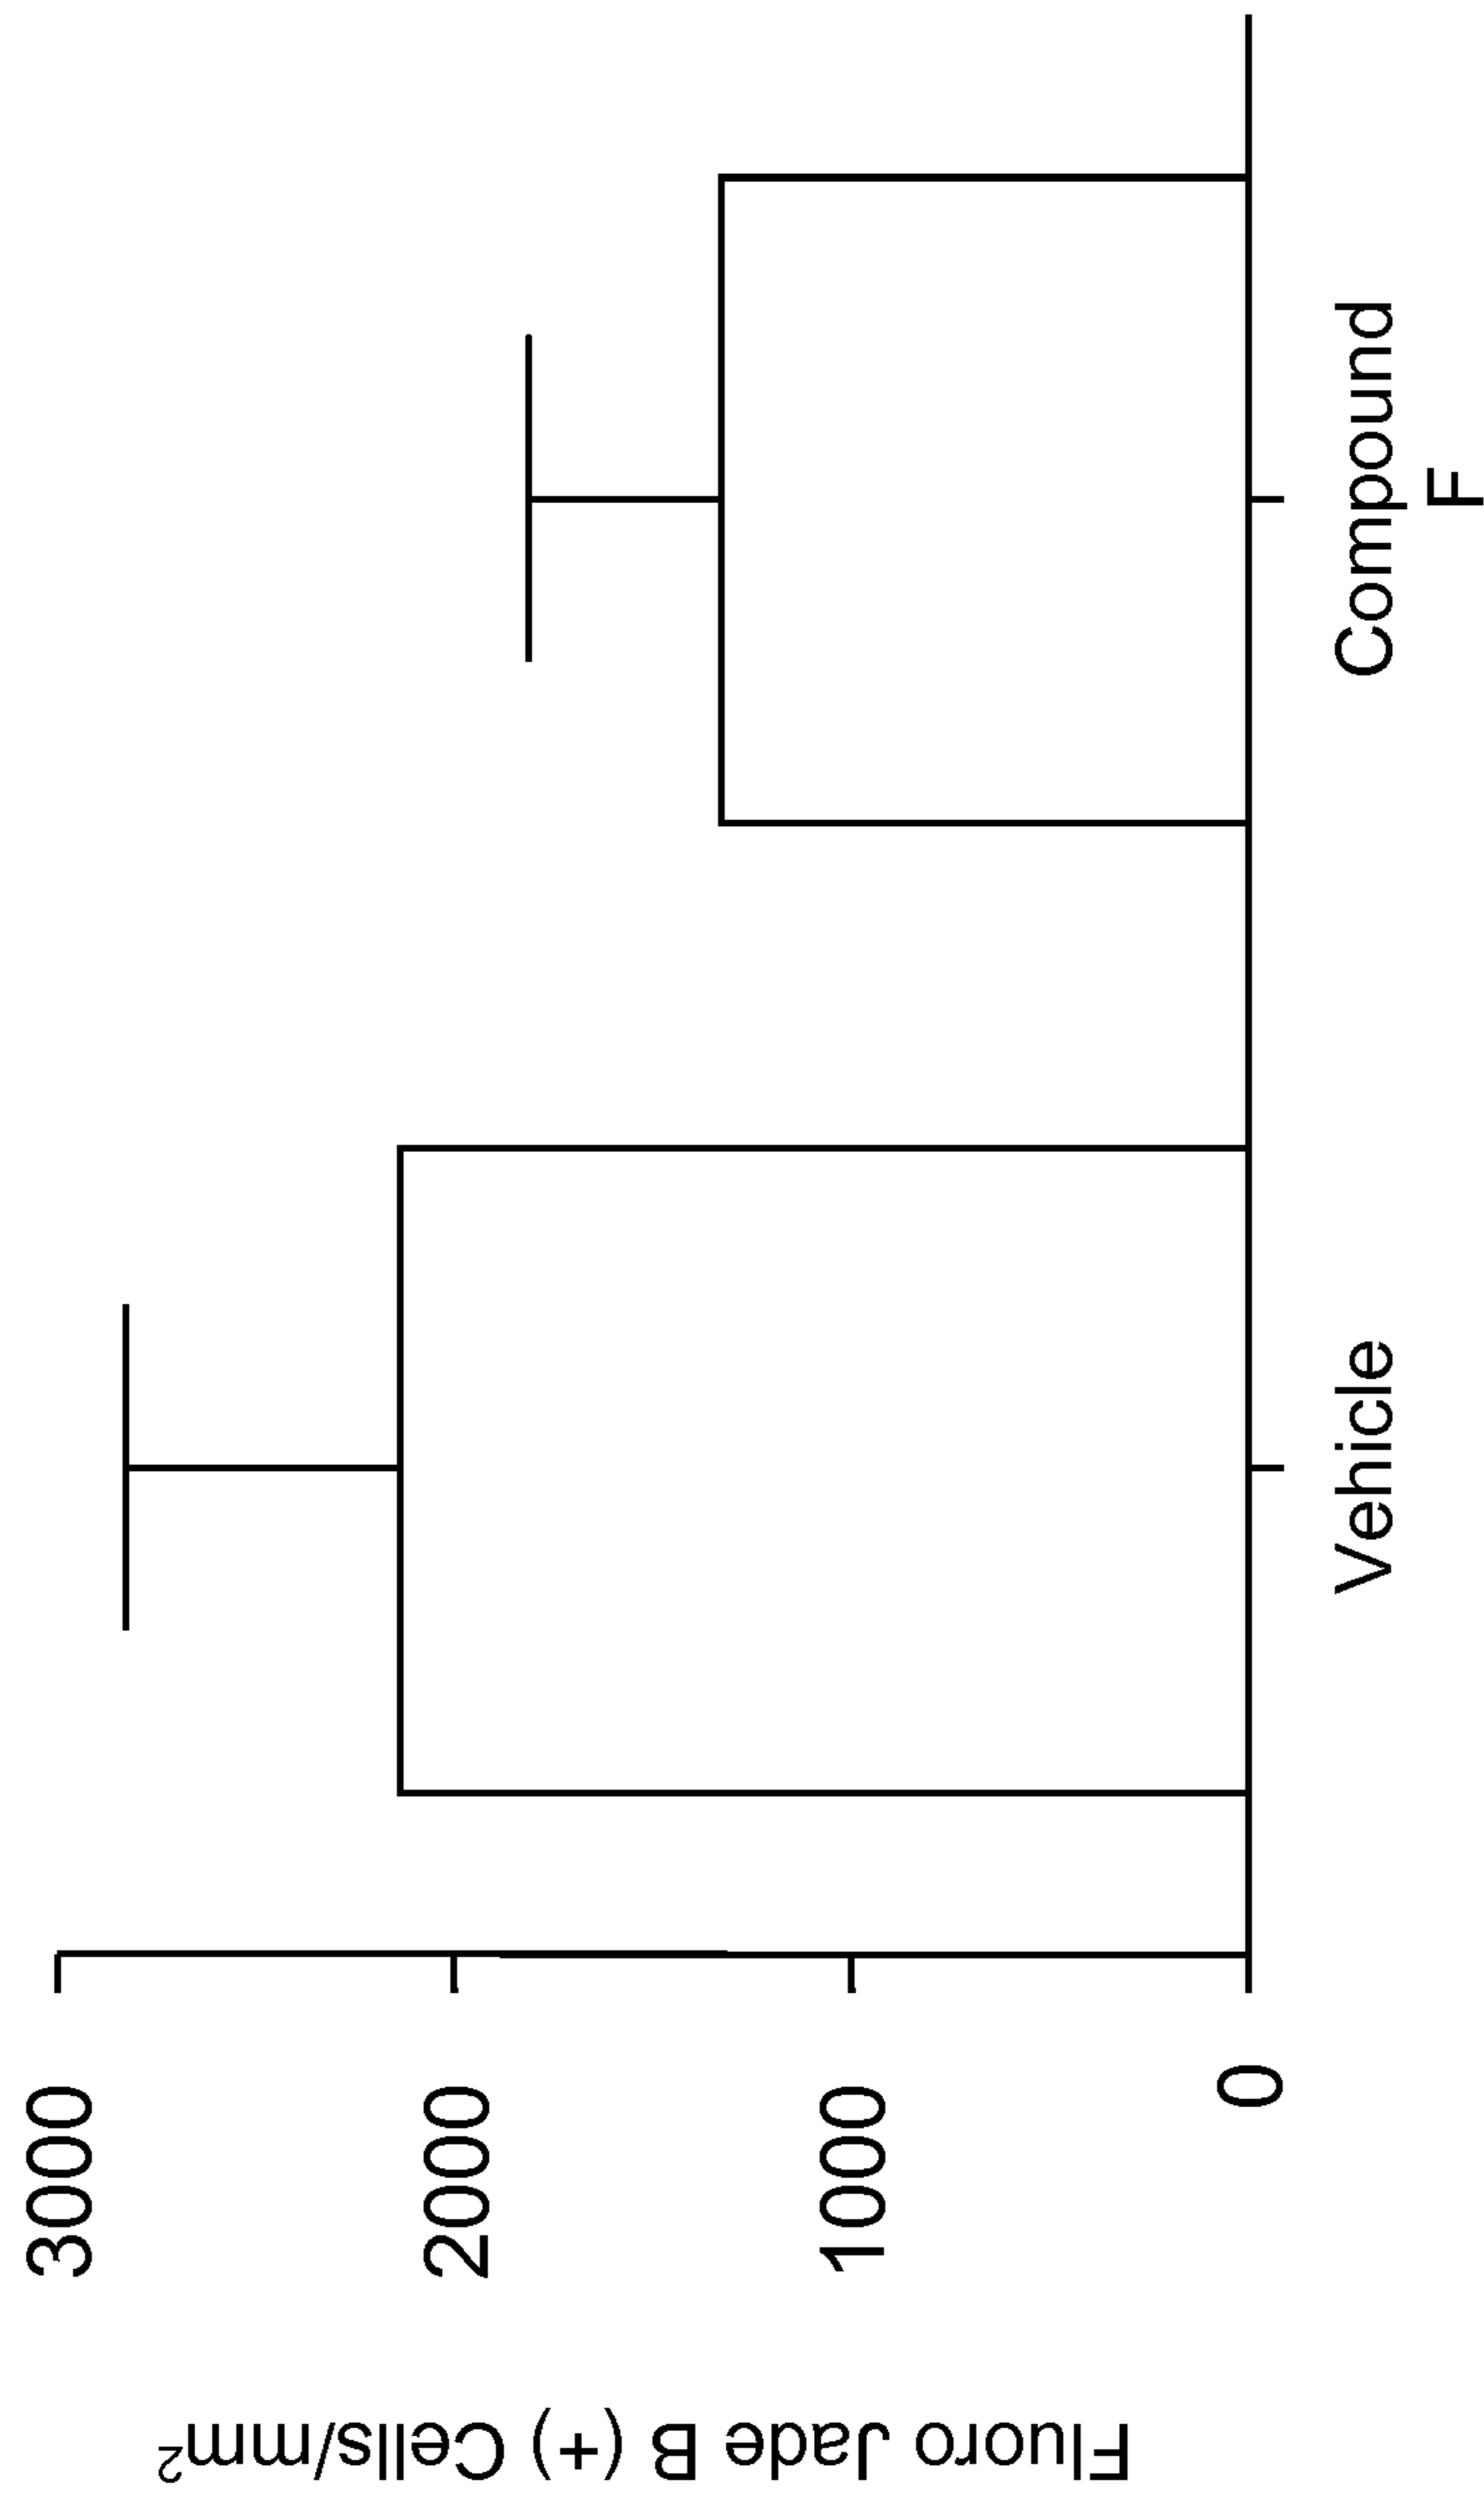 Fluoro Jade B (+) Cells/mm²
3000
2000
1000
0
Vehicle
Compound
F